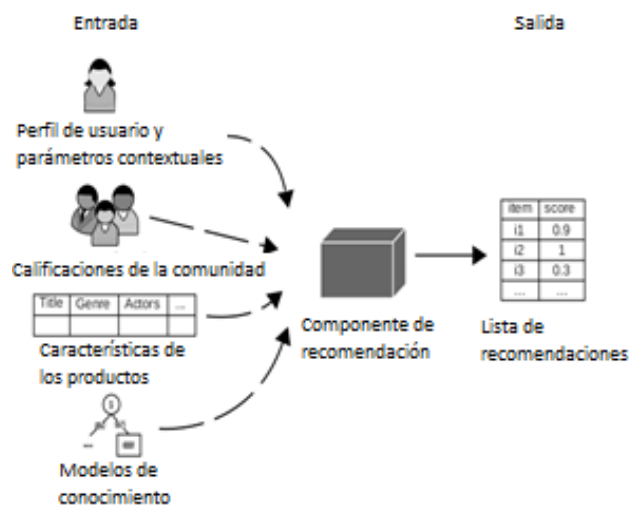 Entrada
Salida
Perfil de usuario y
parámetros contextuales
Calificaciones de la comunidad
Title Genre Actors ...
Características de
los productos
Modelos de
conocimiento
Componente de
recomendación
item score
i1 0.9
i2 1
i3 0.3
... ...
Lista de
recomendaciones